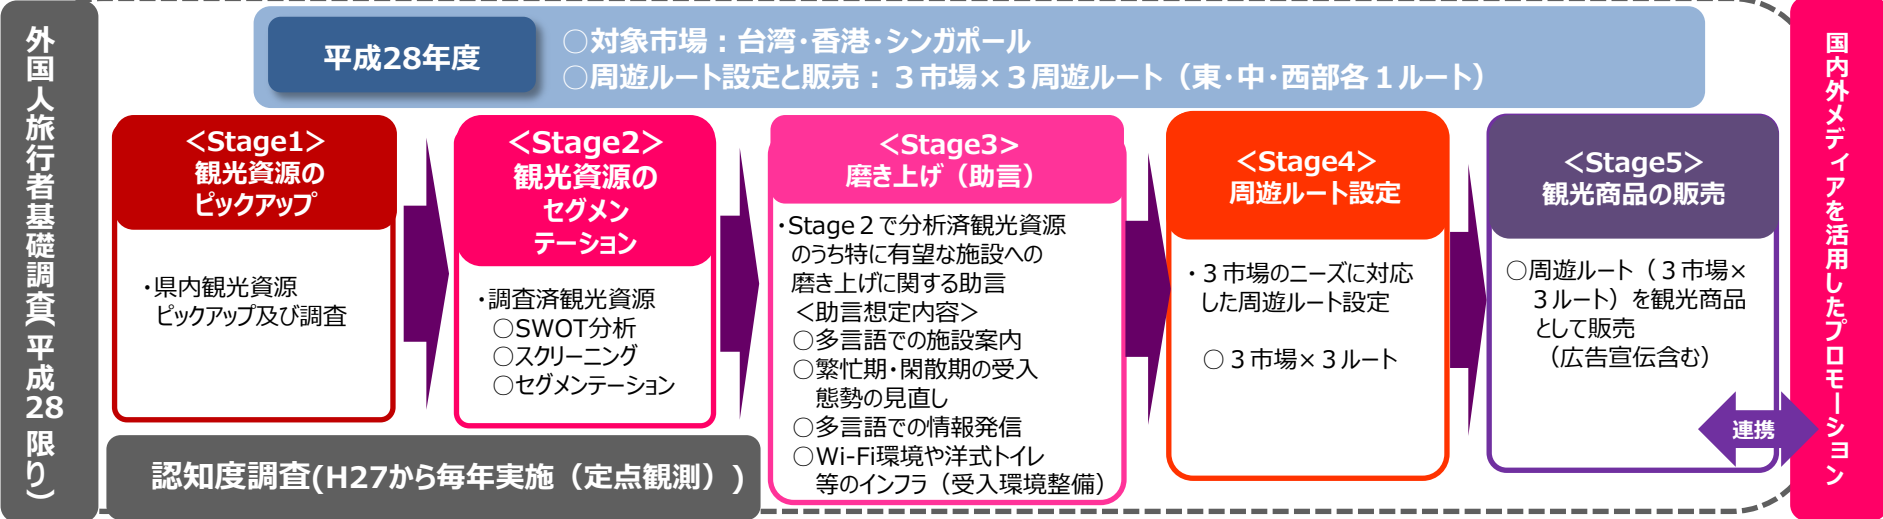 外国人旅行者基礎調査(平成28限り)
平成28年度
○対象市場：台湾・香港・シンガポール
○周遊ルート設定と販売：３市場×３周遊ルート（東・中・西部各１ルート）
<Stage1>
観光資源の
ピックアップ
・県内観光資源
ピックアップ及び調査
<Stage2>
観光資源の
セグメン
テーション
・調査済観光資源
○SWOT分析
○スクリーニング
○セグメンテーション
<Stage3>
磨き上げ（助言）
・Stage２で分析済観光資源
のうち特に有望な施設への
磨き上げに関する助言
＜助言想定内容＞
○多言語での施設案内
○繁忙期・閑散期の受入
態勢の見直し
○多言語での情報発信
○Wi-Fi環境や洋式トイレ
等のインフラ（受入環境整備）
<Stage4>
周遊ルート設定
・３市場のニーズに対応
した周遊ルート設定
○３市場×３ルート
<Stage5>
観光商品の販売
○周遊ルート（３市場×
３ルート）を観光商品
として販売
（広告宣伝含む）
連携
認知度調査(H27から毎年実施（定点観測）)
国内外メディアを活用したプロモーション